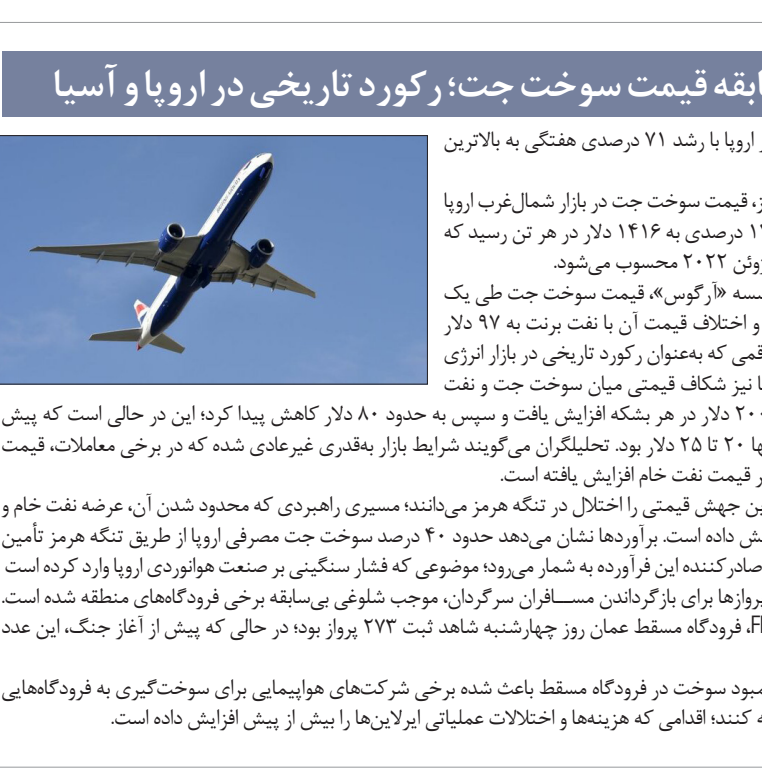 ابقه قیمت سوخت جت؛ رکورد تاریخی در اروپا و آسیا
ر اروپا با رشد ۷۱ درصدی هفتگی به بالاترین
ز، قیمت سوخت جت در بازار شمال‌غرب اروپا
درصدی به ۱۴۱۶ دلار در هر تن رسید که
وئن ۲۰۲۲ محسوب می‌شود.
سسه «آرگوس»، قیمت سوخت جت طی یک
و اختلاف قیمت آن با نفت برنت به ۹۷ دلار
قمی که به‌عنوان رکورد تاریخی در بازار انرژی
ا نیز شکاف قیمتی میان سوخت جت و نفت
۲۰۰ دلار در هر بشکه افزایش یافت و سپس به حدود ۸۰ دلار کاهش پیدا کرد؛ این در حالی است که پیش
ها ۲۰ تا ۲۵ دلار بود. تحلیلگران می‌گویند شرایط بازار به‌قدری غیرعادی شده که در برخی معاملات، قیمت
ر قیمت نفت خام افزایش یافته است.
ین جهش قیمتی را اختلال در تنگه هرمز می‌دانند؛ مسیری راهبردی که محدود شدن آن، عرضه نفت خام و
ش داده است. برآوردها نشان می‌دهد حدود ۴۰ درصد سوخت جت مصرفی اروپا از طریق تنگه هرمز تأمین
صادرکننده این فرآورده به شمار می‌رود؛ موضوعی که فشار سنگینی بر صنعت هوانوردی اروپا وارد کرده است
پروازها برای بازگرداندن مســافران سرگردان، موجب شلوغی بی‌سابقه برخی فرودگاه‌های منطقه شده است.
، فرودگاه مسقط عمان روز چهارشنبه شاهد ثبت ۲۷۳ پرواز بود؛ در حالی که پیش از آغاز جنگ، این عدد
مبود سوخت در فرودگاه مسقط باعث شده برخی شرکت‌های هواپیمایی برای سوخت‌گیری به فرودگاه‌هایی
ه کنند؛ اقدامی که هزینه‌ها و اختلالات عملیاتی ایرلاین‌ها را بیش از پیش افزایش داده است.